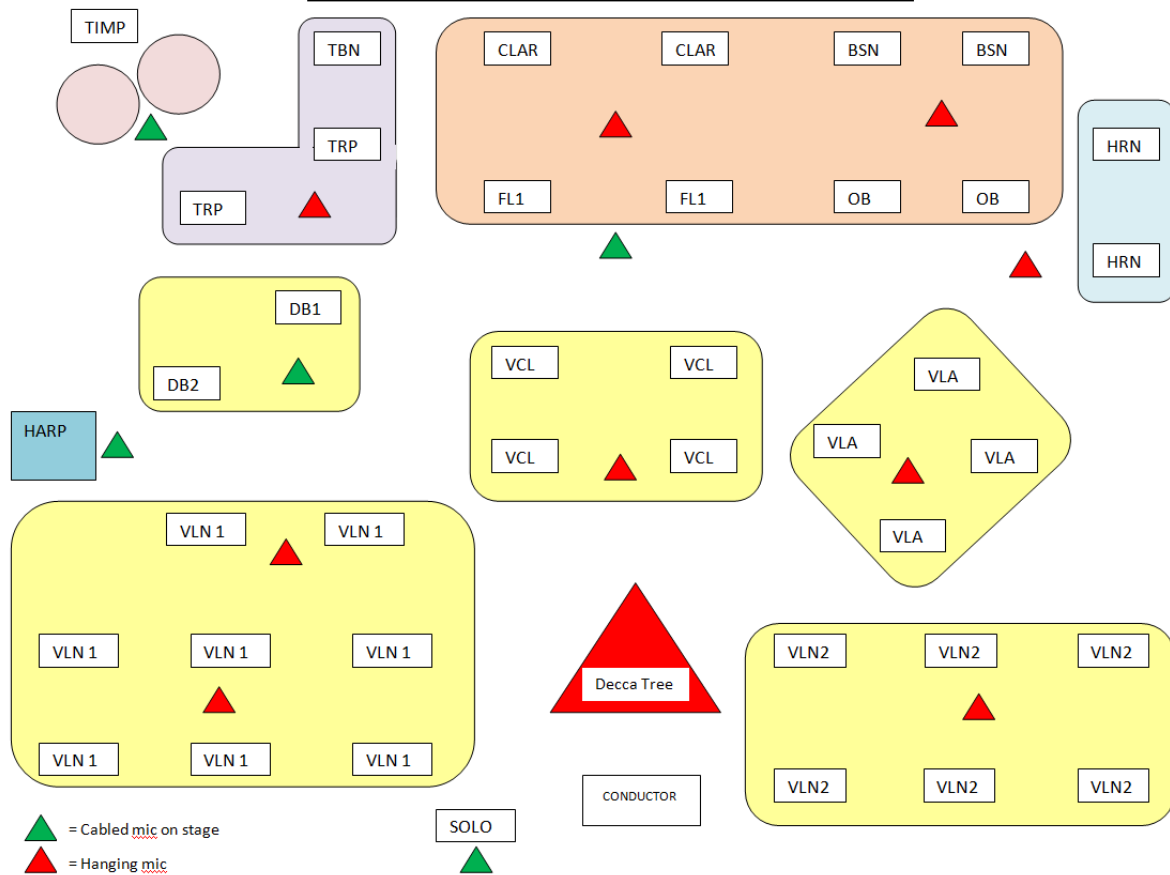 TIMP
TBN
CLAR
CLAR
BSN
BSN
TRP
HRN
TRP
FL1
FL1
OB
OB
HRN
DB1
DB2
VCL
VCL
VLA
HARP
VLA
VLA
VCL
VCL
VLA
VLN 1
VLN 1
VLN 1
VLN 1
VLN 1
Decca Tree
VLN2
VLN2
VLN2
VLN 1
VLN 1
VLN 1
CONDUCTOR
VLN2
VLN2
VLN2
= Cabled mic on stage
SOLO
= Hanging mic